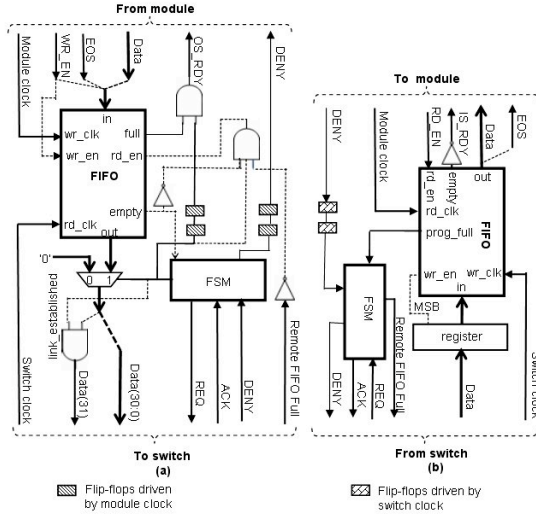 From module
Module clock
WR_EN
EOS
Data
OS_RDY
DENY
in
wr_clk
full
wr_en
rd_en
FIFO
empty
rd_clk
out
'0'
0 1
FSM
link_established
Switch clock
Data(31)
Data(30:0)
REQ
ACK
DENY
Remote FIFO Full
To switch
(a)
Flip-flops driven
by module clock
To module
DENY
Module clock
RD_EN
IS_RDY
Data
EOS
rd_en
empty
out
rd_clk
FIFO
prog_full
wr_en
wr_clk
in
MSB
FSM
register
DENY
ACK
REQ
Remote FIFO Full
Data
Switch clock
From switch
(b)
Flip-flops driven by
switch clock